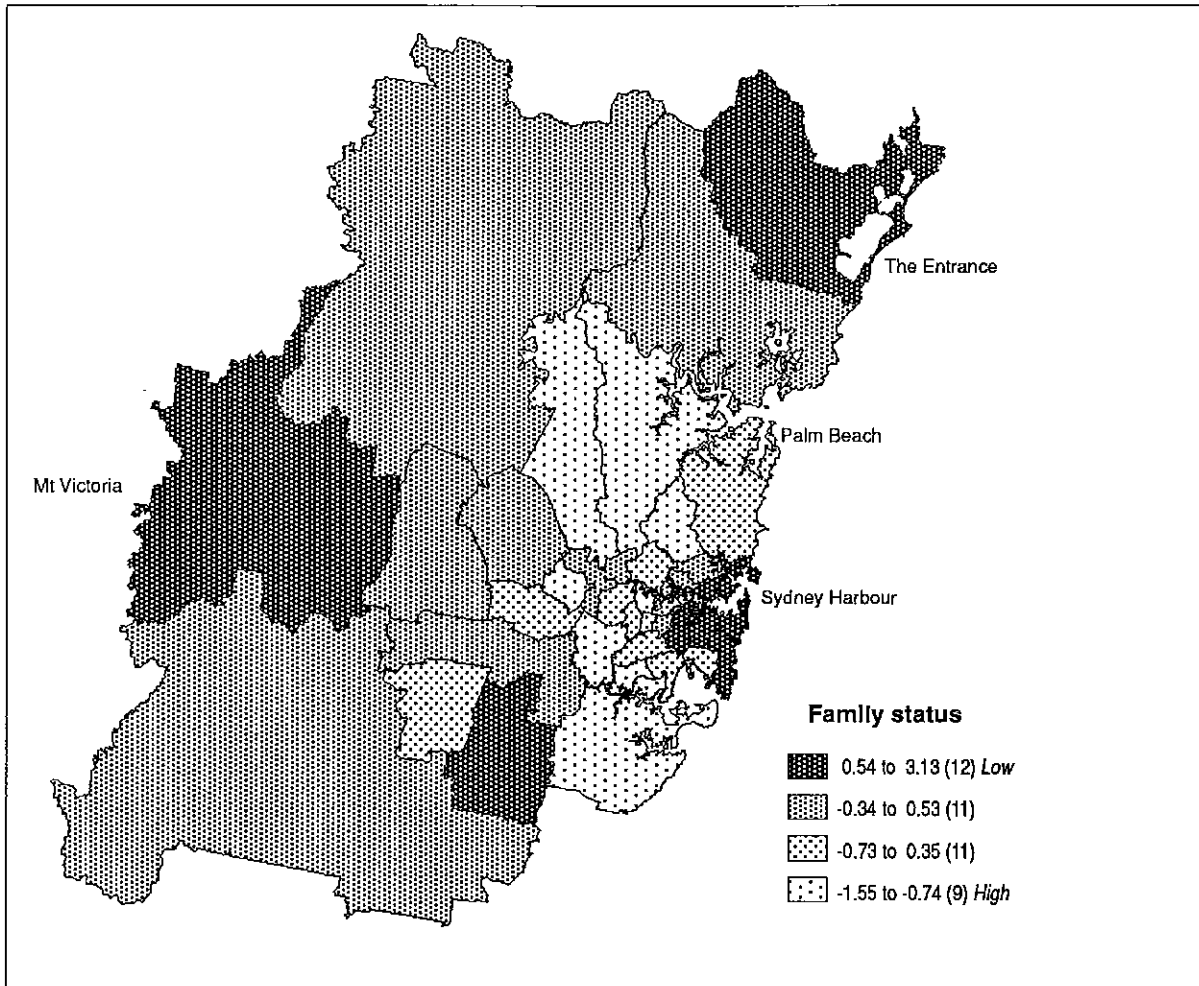 The Entrance
Palm Beach
Mt Victoria
Sydney Harbour
Family status
0.54 to 3.13 (12) Low
-0.34 to 0.53 (11)
-0.73 to 0.35 (11)
-1.55 to -0.74 (9) High